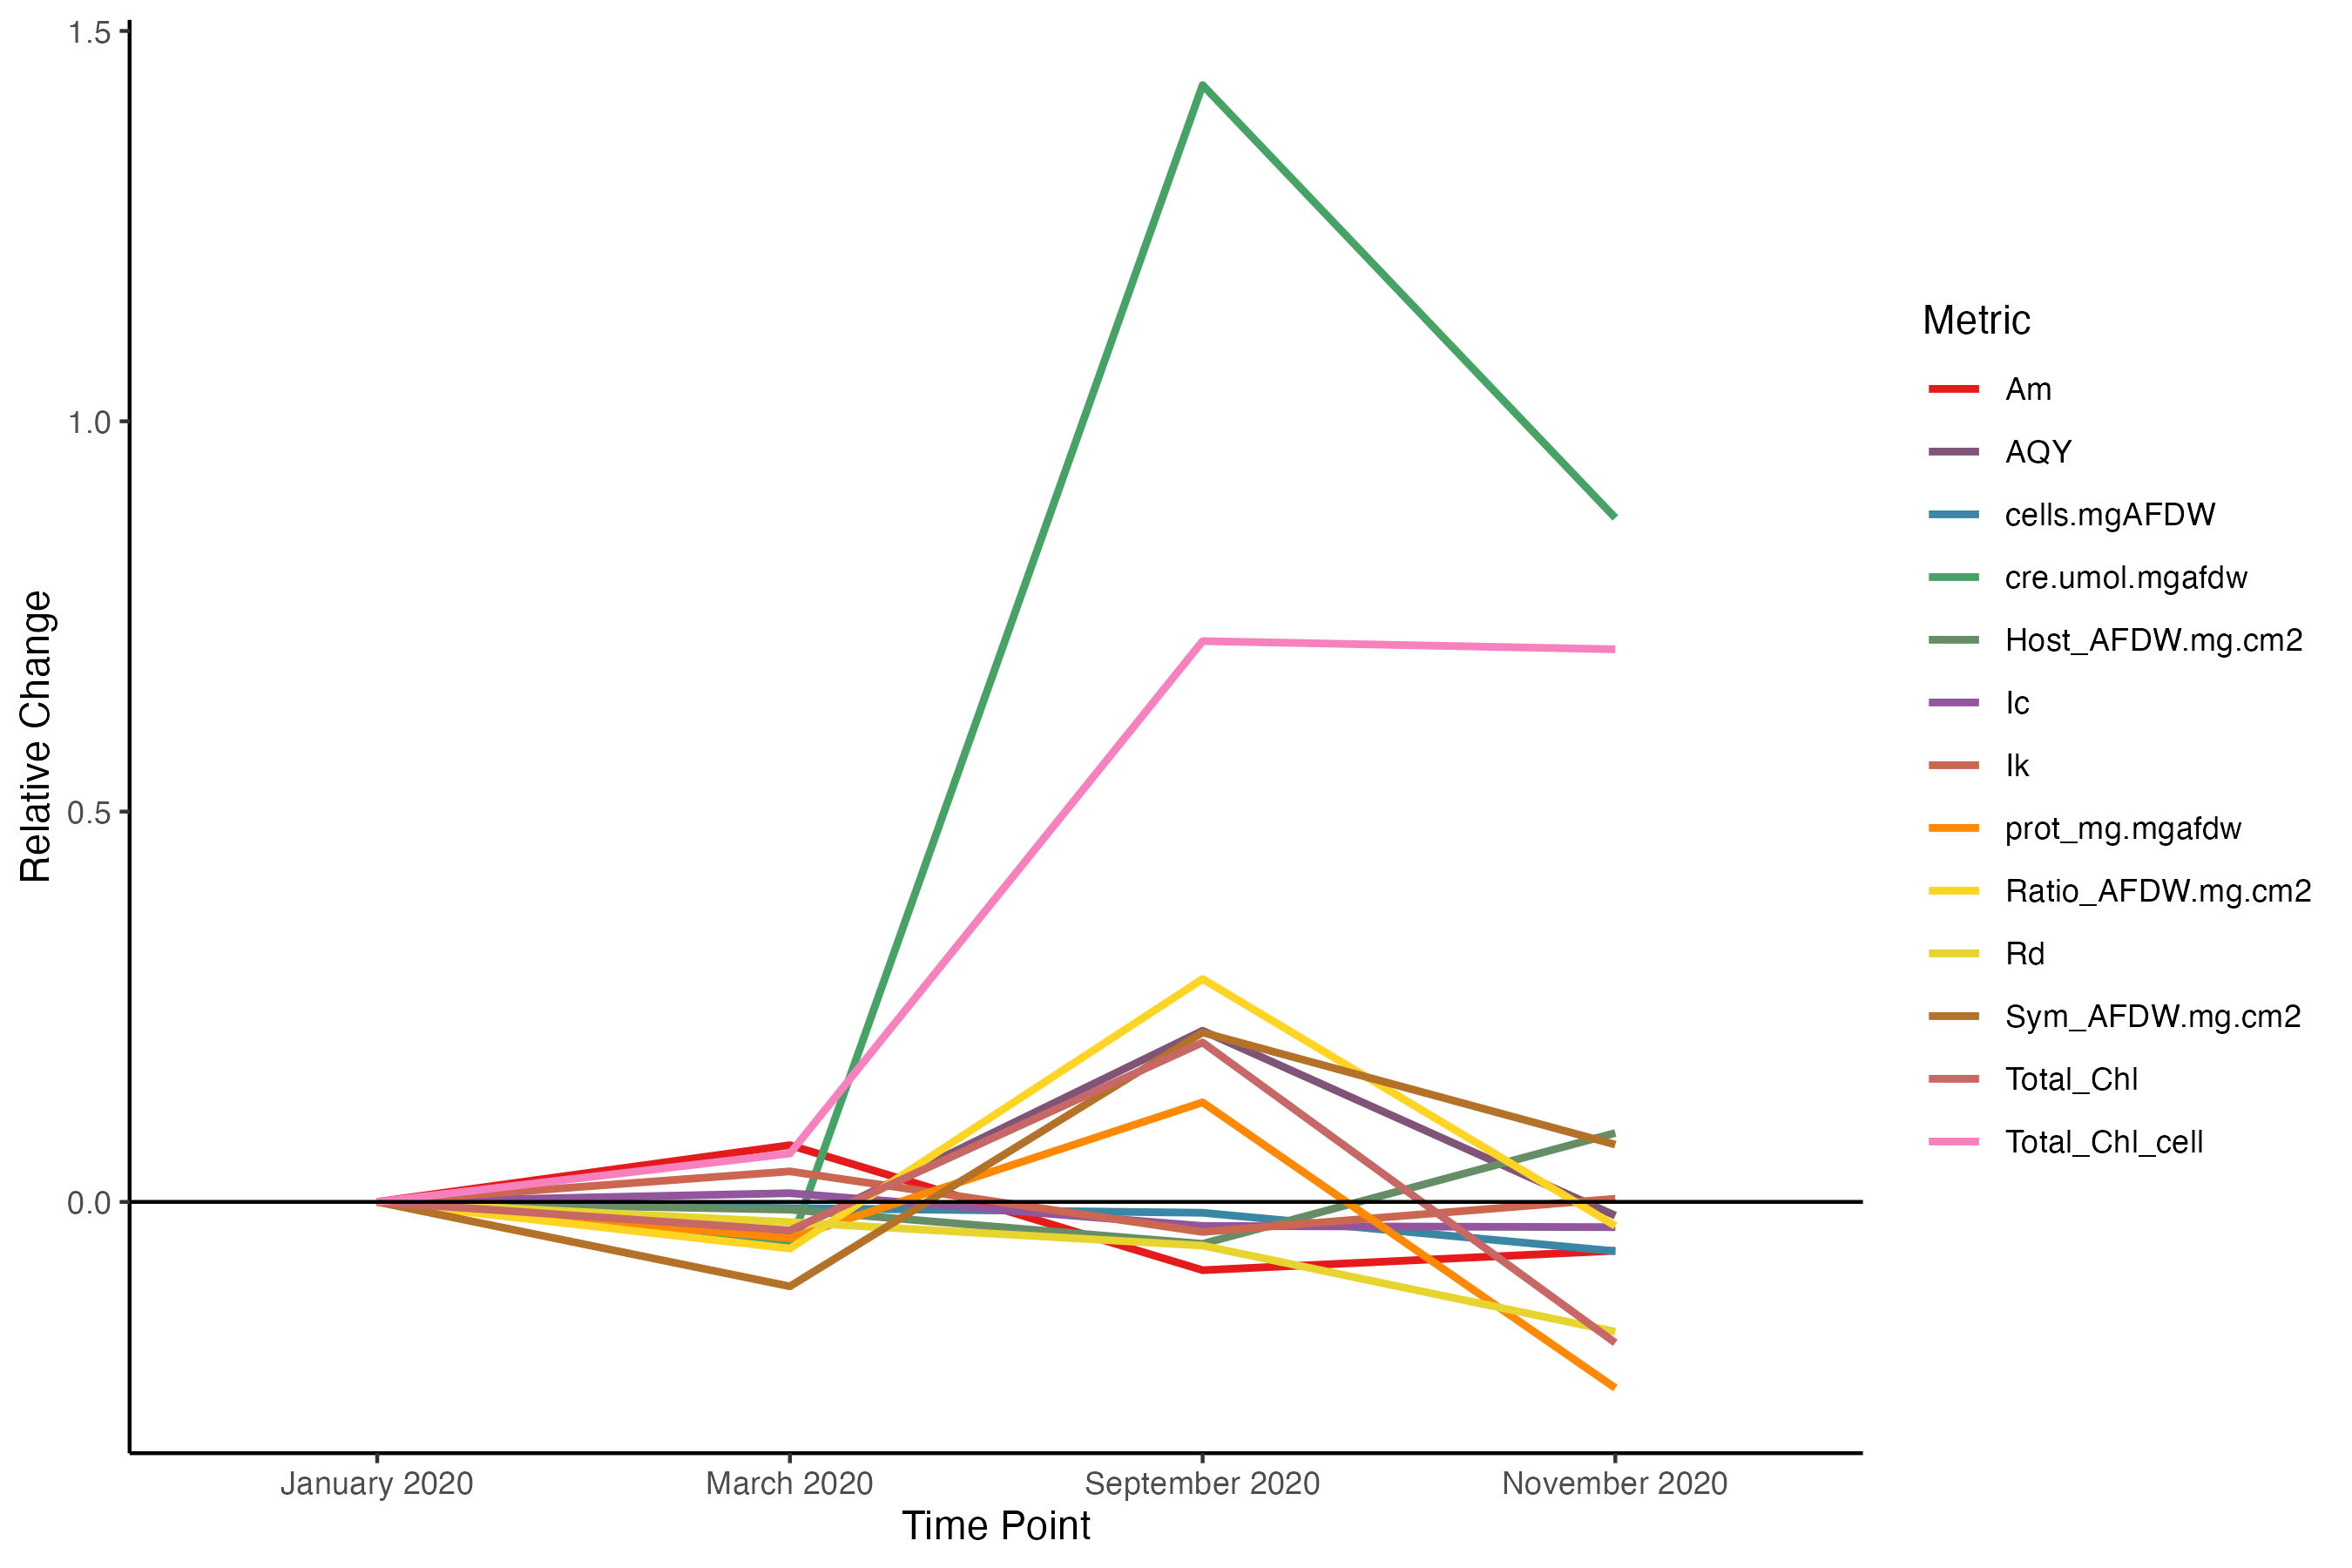 1.5
1.0
0.5
0.0
Relative Change
January 2020 March 2020 September 2020 November 2020
Time Point
Metric
Am
AQY
cells.mgAFDW
cre.umol.mgafdw
Host_AFDW.mg.cm2
Ic
Ik
prot_mg.mgafdw
Ratio_AFDW.mg.cm2
Rd
Sym_AFDW.mg.cm2
Total_Chl
Total_Chl_cell